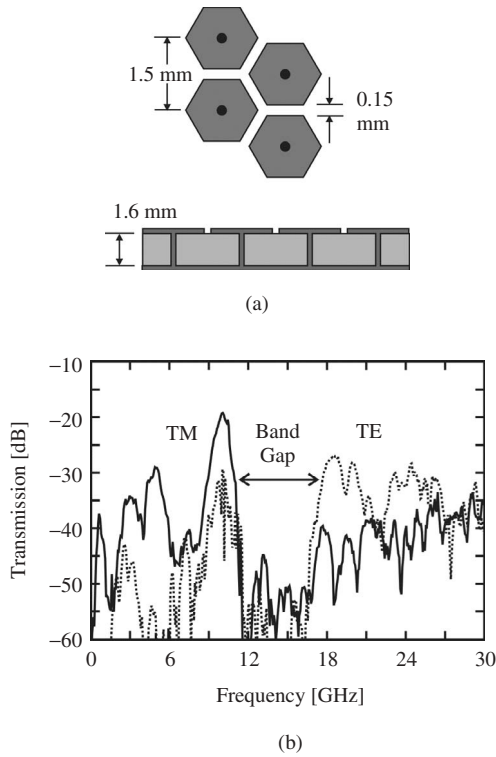 1.5 mm
0.15
mm
1.6 mm
(a)
−10
−20
−30
−40
−50
−60
Transmission [dB]
TM
Band
Gap
TE
0
6
12
18
24
30
Frequency [GHz]
(b)